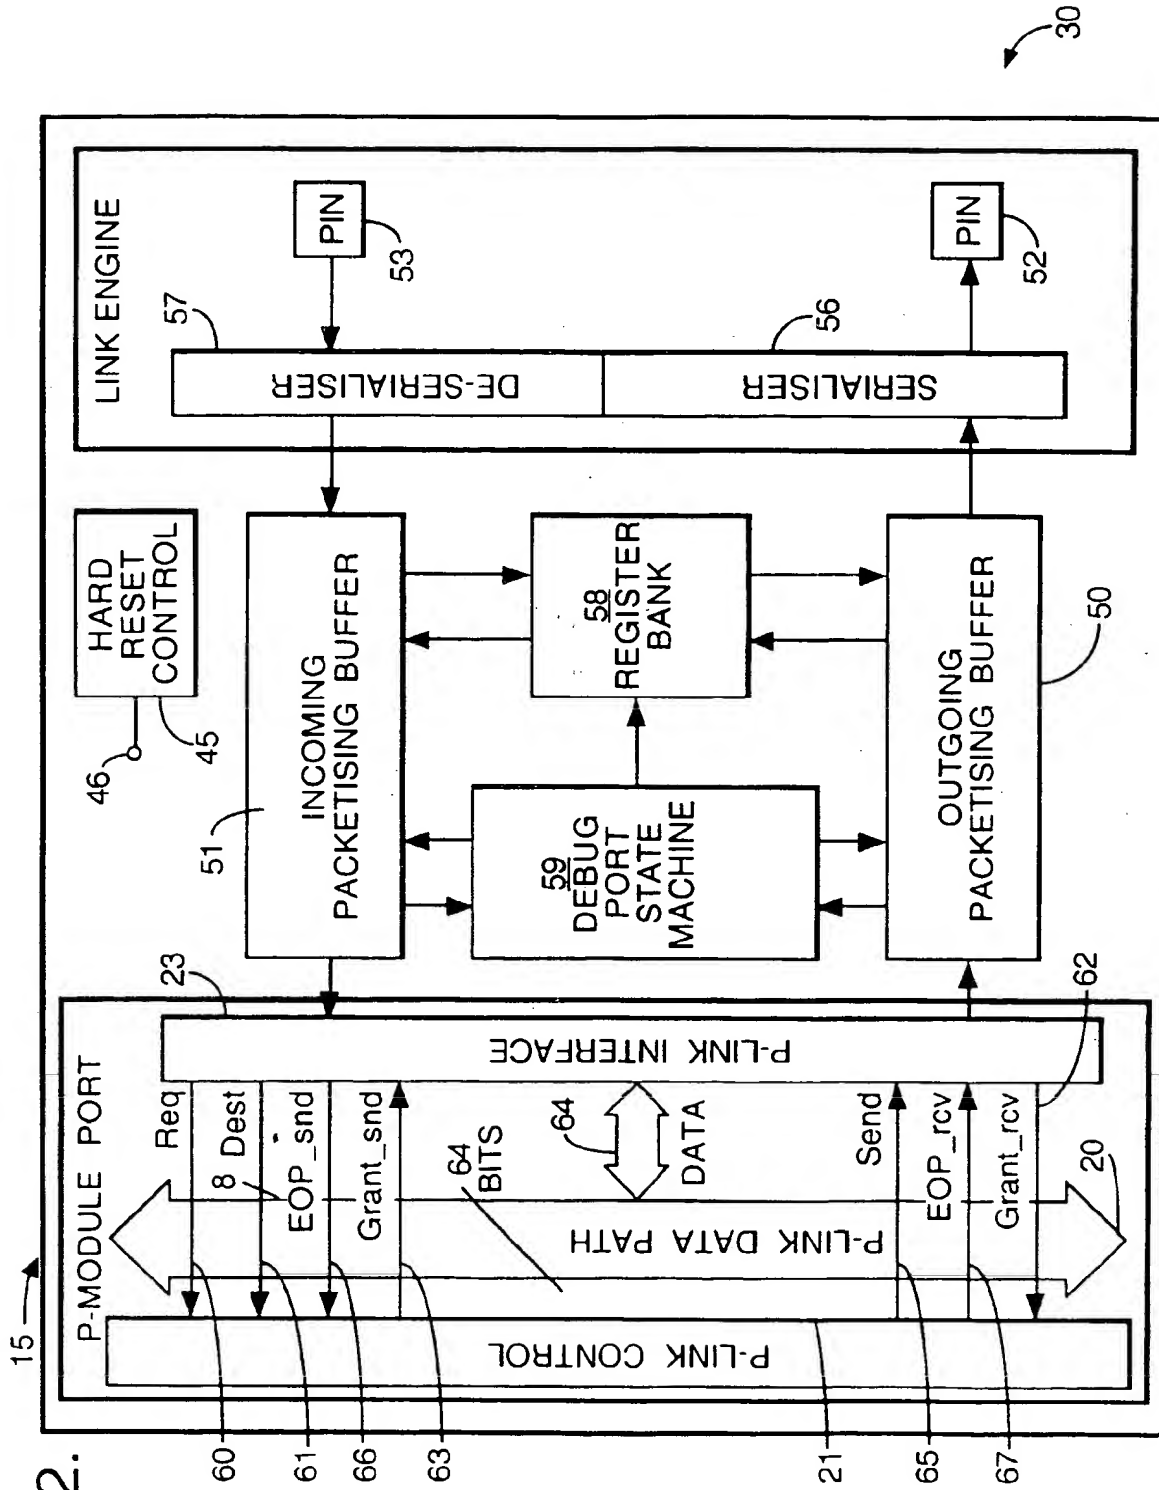 2.
15
30
P-MODULE PORT
LINK ENGINE
HARD
RESET
CONTROL
46
45
57
PIN
53
DE-SERIALISER
SERIALISER
56
PIN
52
51
INCOMING
PACKETISING BUFFER
58
REGISTER
BANK
59
DEBUG
PORT
STATE
MACHINE
OUTGOING
PACKETISING BUFFER
50
23
P-LINK INTERFACE
Req
8
Dest
EOP_snd
Grant_snd
64
BITS
64
DATA
P-LINK DATA PATH
Send
EOP_rcv
Grant_rcv
62
20
P-LINK CONTROL
60
61
66
63
21
65
67